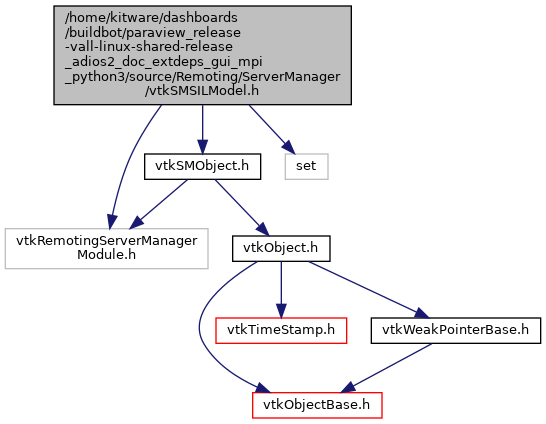 /home/kitware/dashboards
/buildbot/paraview_release
-vall-linux-shared-release
_adios2_doc_extdeps_gui_mpi
_python3/source/Remoting/ServerManager
/vtkSMSILModel.h
vtkSMObject.h
set
vtkRemotingServerManager
Module.h
vtkObject.h
vtkTimeStamp.h
vtkWeakPointerBase.h
vtkObjectBase.h